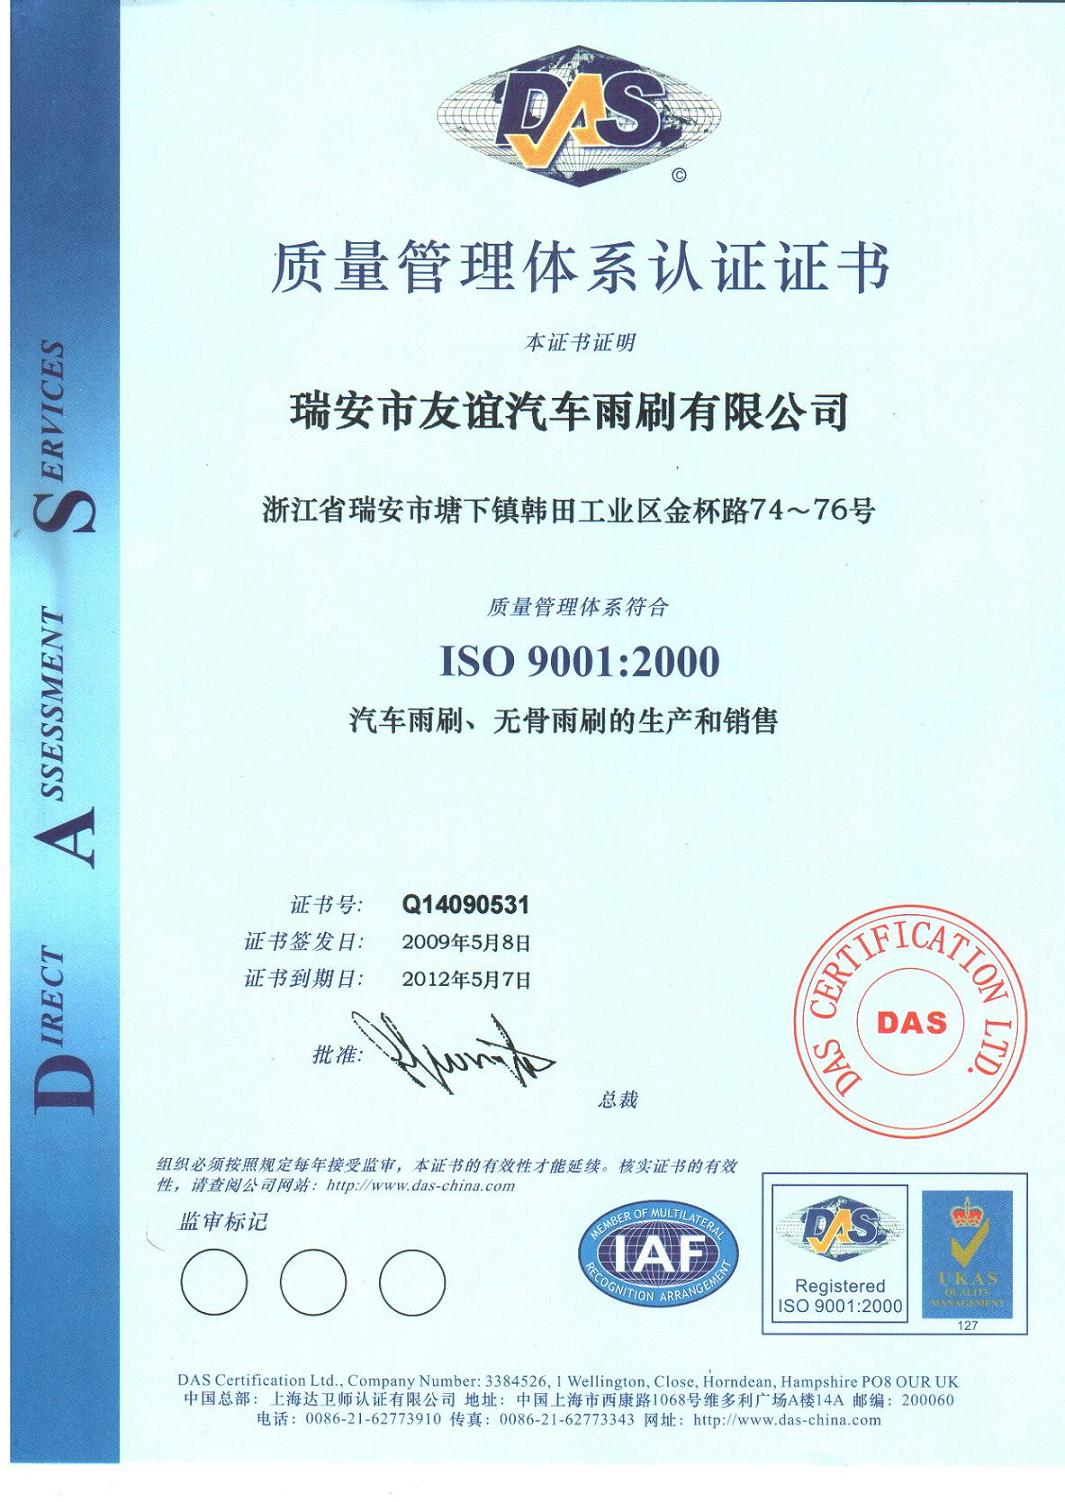 DAS
©
质量管理体系认证证书
本证书证明
瑞安市友谊汽车雨刷有限公司
浙江省瑞安市塘下镇韩田工业区金杯路74～76号
质量管理体系符合
ISO 9001:2000
汽车雨刷、无骨雨刷的生产和销售
证书号: Q14090531
证书签发日: 2009年5月8日
证书到期日: 2012年5月7日
批准:
总裁
DAS CERTIFICATION LTD.
DAS
组织必须按照规定每年接受监审，本证书的有效性才能延续。核实证书的有效
性，请查阅公司网站：http://www.das-china.com
监审标记
MEMBER OF MULTILATERAL
IAF
RECOGNITION ARRANGEMENT
DAS
Registered
ISO 9001:2000
UKAS
QUALITY
MANAGEMENT
127
DAS Certification Ltd., Company Number: 3384526, 1 Wellington, Close, Horndean, Hampshire PO8 OUR UK
中国总部：上海达卫师认证有限公司 地址：中国上海市西康路1068号维多利广场A楼14A 邮编：200060
电话：0086-21-62773910 传真：0086-21-62773343 网址：http://www.das-china.com
DIRECT ASSESSMENT SERVICES